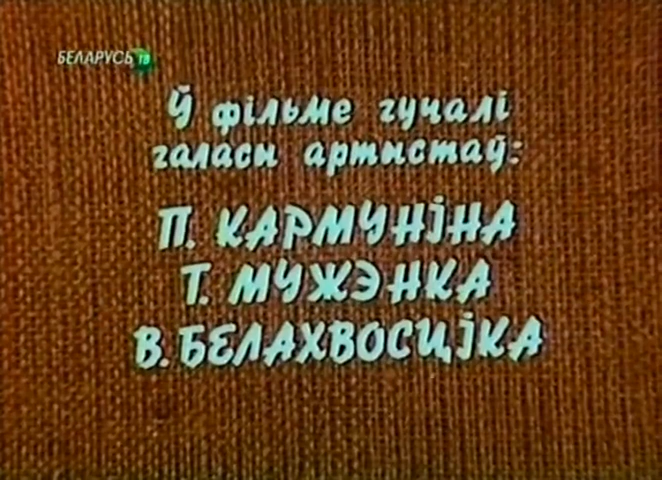 БЕЛАРУСЬ ТВ
Ў фільме гучалі
галасы артыстаў:
П. КАРМУНІНА
Т. МУЖЭНКА
В. БЕЛАХВОСЦІКА